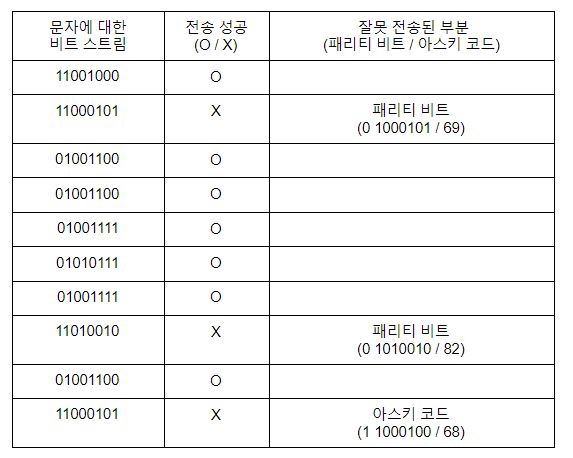 문자에 대한 전송 성공 잘못 전송된 부분
비트 스트림 (O / X) (패리티 비트 / 아스키 코드)
11001000 O
11000101 X 패리티 비트
(0 1000101 / 69)
01001100 O
01001100 O
01001111 O
01010111 O
01001111 O
11010010 X 패리티 비트
(0 1010010 / 82)
01001100 O
11000101 X 아스키 코드
(1 1000100 / 68)